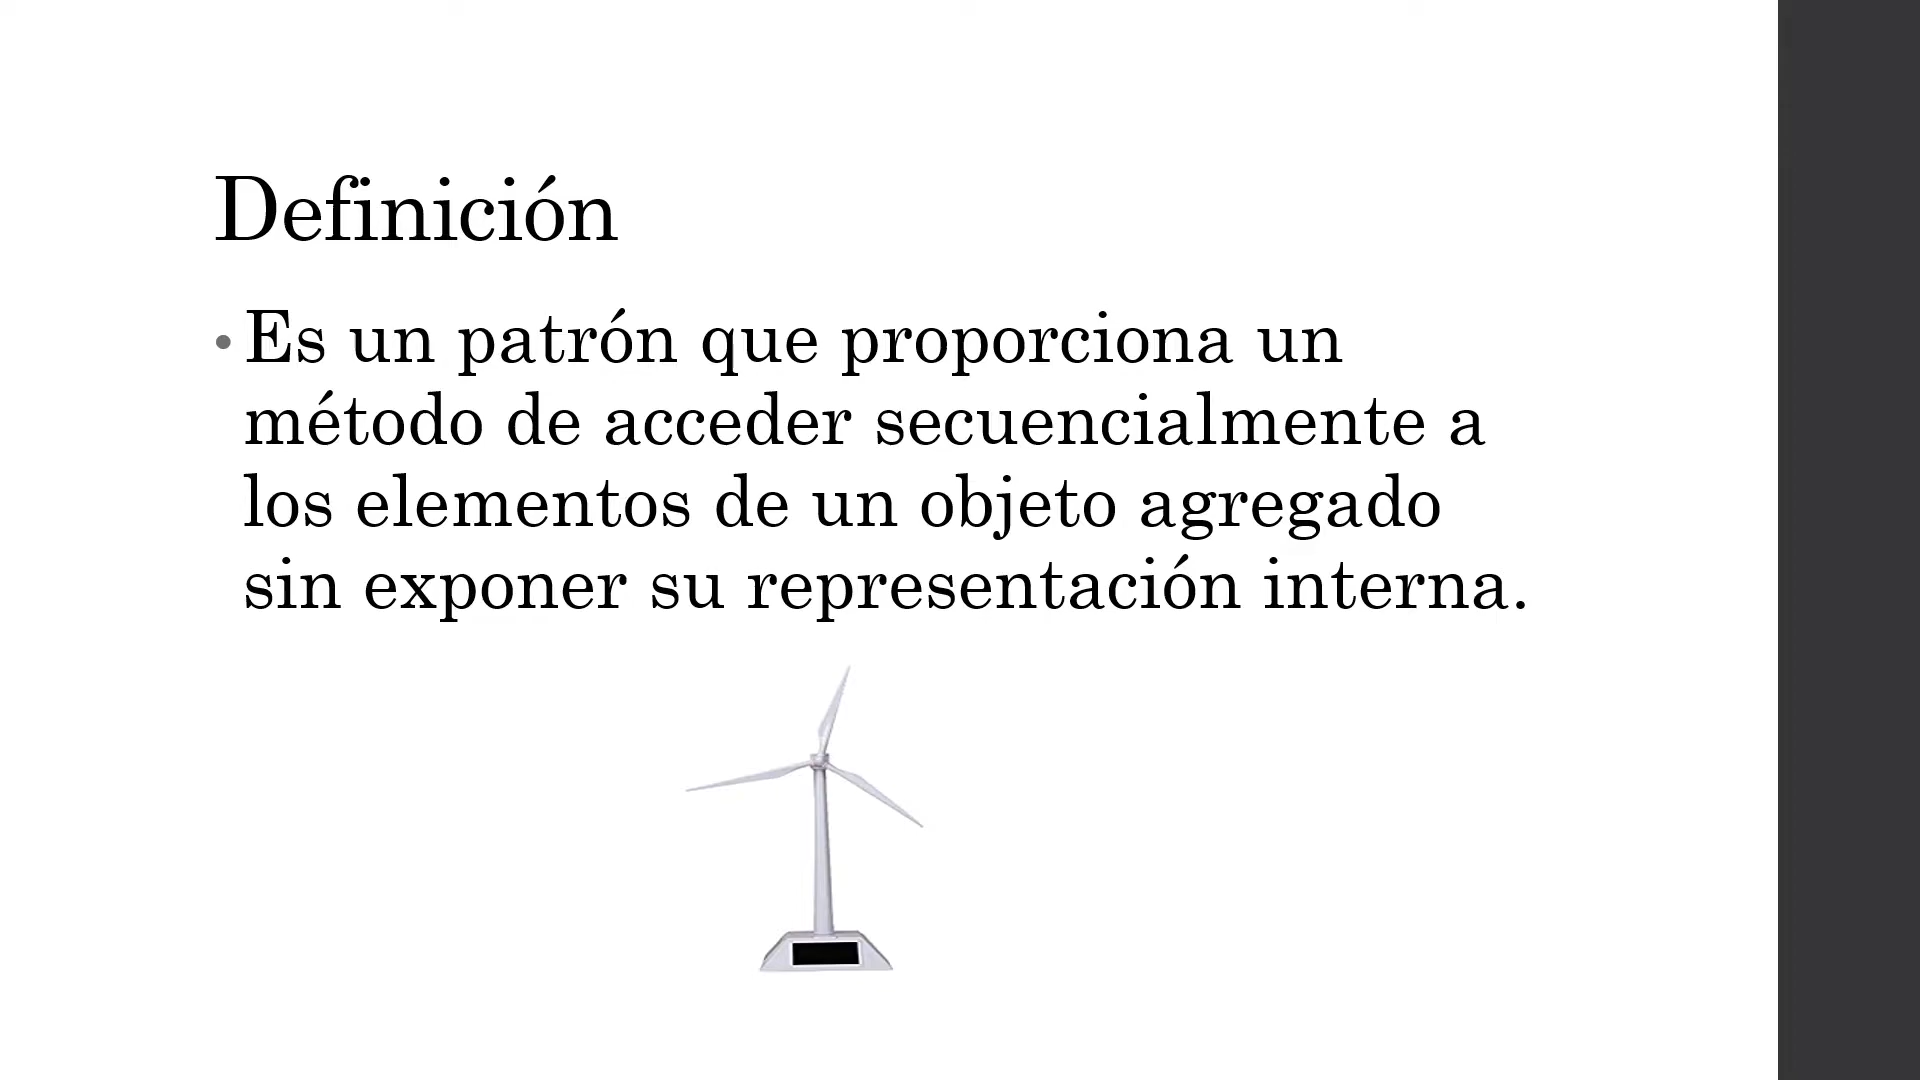 Definición
• Es un patrón que proporciona un
método de acceder secuencialmente a
los elementos de un objeto agregado
sin exponer su representación interna.